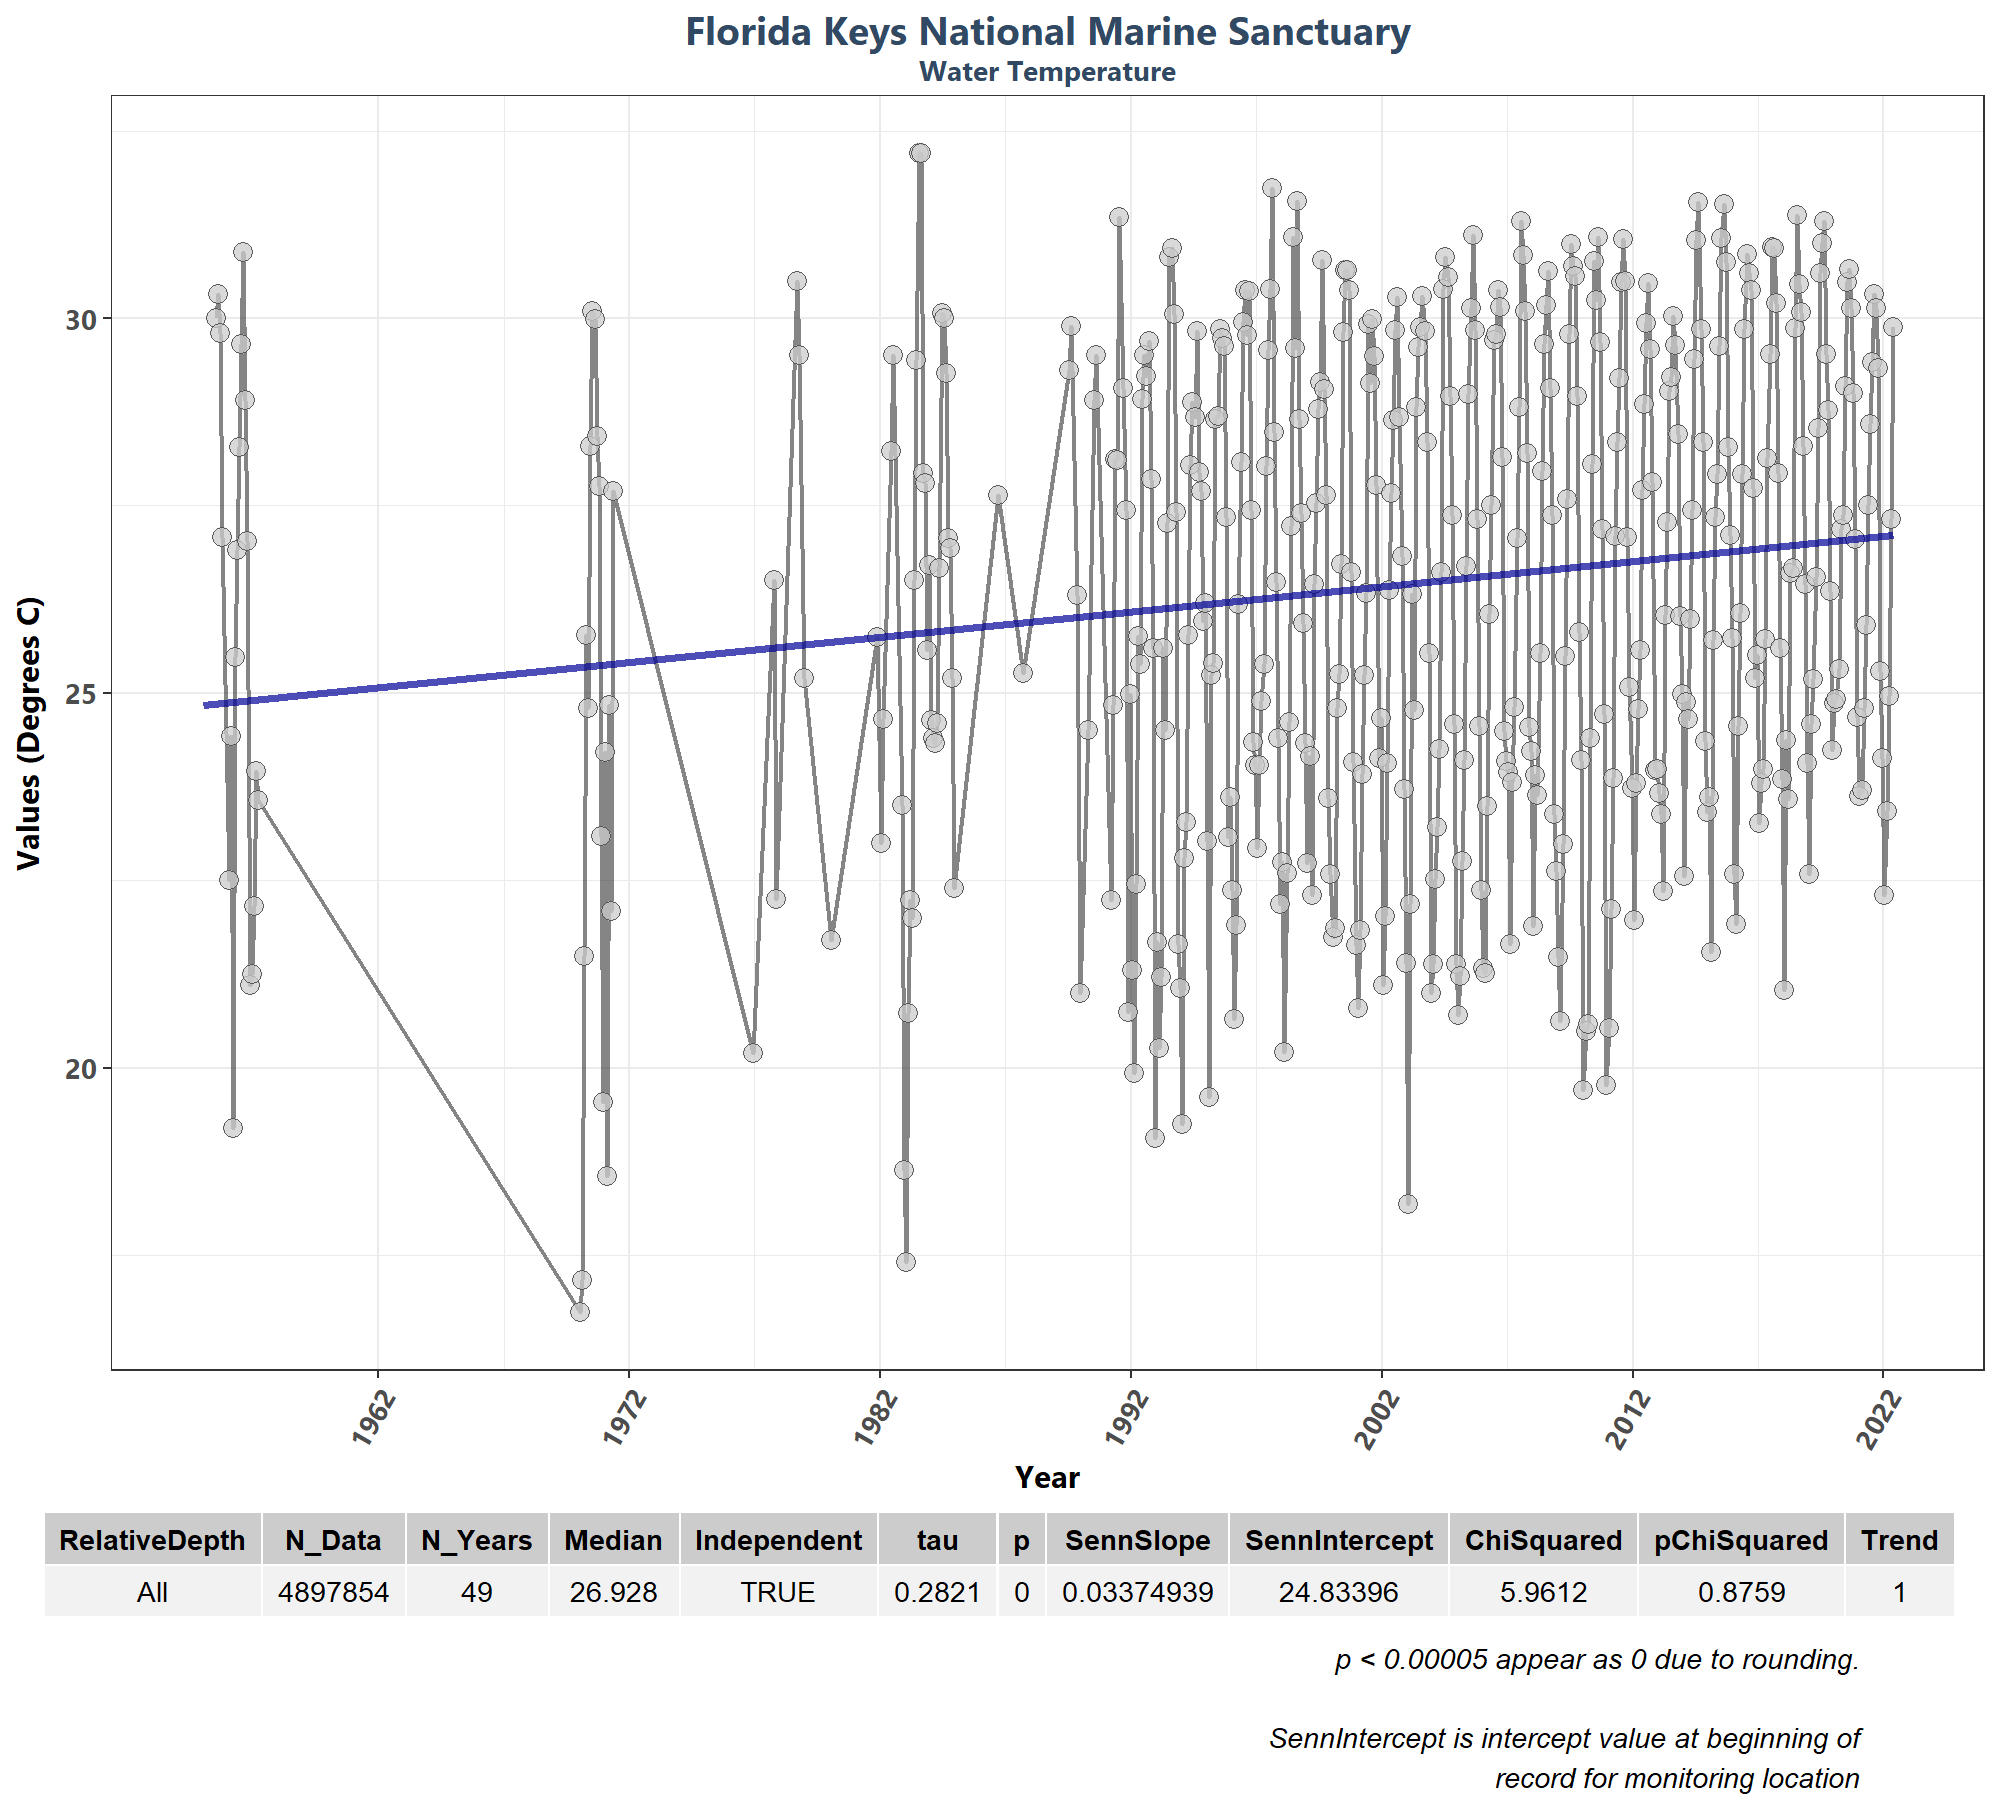 Florida Keys National Marine Sanctuary
Water Temperature
Values (Degrees C)
30
25
20
1962 1972 1982 1992 2002 2012 2022
Year
RelativeDepth N_Data N_Years Median Independent tau p SennSlope SennIntercept ChiSquared pChiSquared Trend
All 4897854 49 26.928 TRUE 0.2821 0 0.03374939 24.83396 5.9612 0.8759 1
p < 0.00005 appear as 0 due to rounding.
SennIntercept is intercept value at beginning of
record for monitoring location